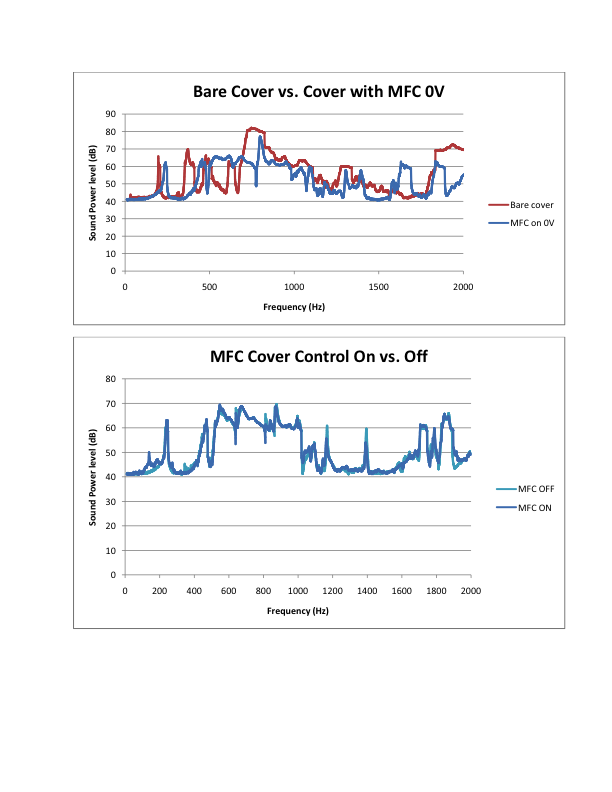 Bare Cover vs. Cover with MFC 0V
90
80
70
60
50
40
30
20
10
0
Sound Power level (dB)
0 500 1000 1500 2000
Frequency (Hz)
Bare cover
MFC on 0V
MFC Cover Control On vs. Off
80
70
60
50
40
30
20
10
0
Sound Power level (dB)
0 200 400 600 800 1000 1200 1400 1600 1800 2000
Frequency (Hz)
MFC OFF
MFC ON